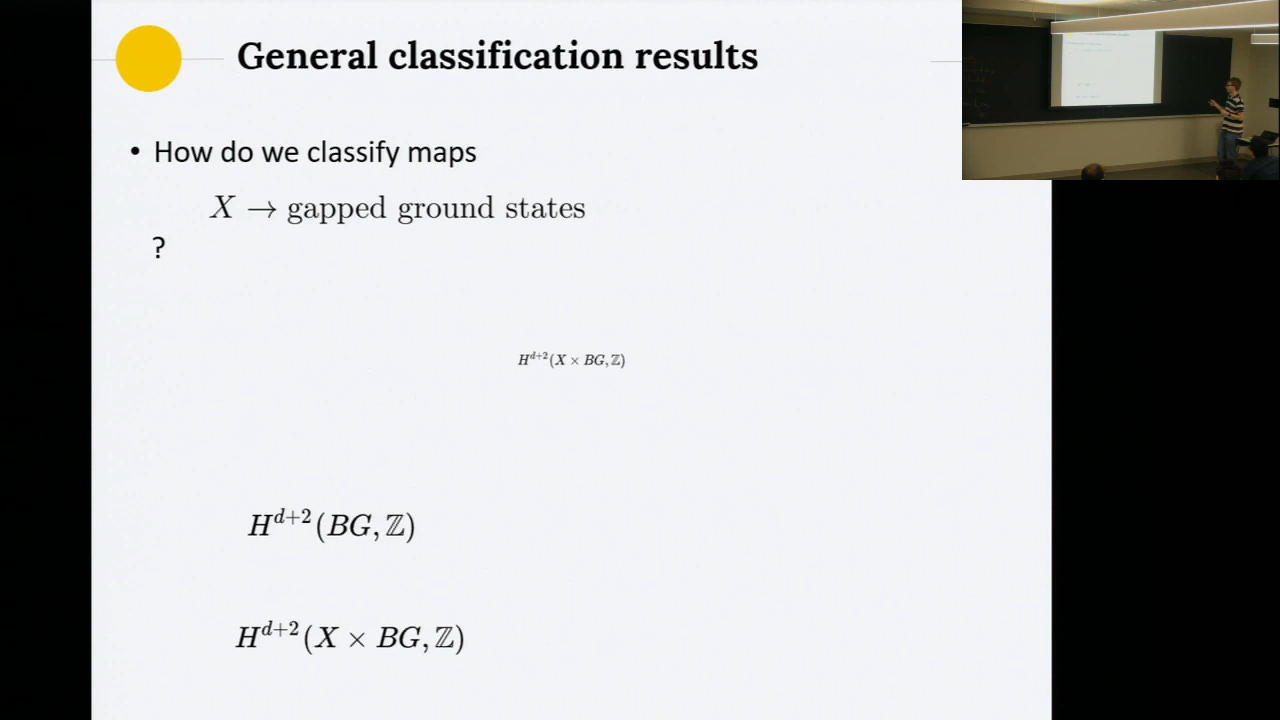 General classification results
• How do we classify maps
X → gapped ground states
?
H^{d+2}(X × BG, ℤ)
H^{d+2}(BG, ℤ)
H^{d+2}(X × BG, ℤ)